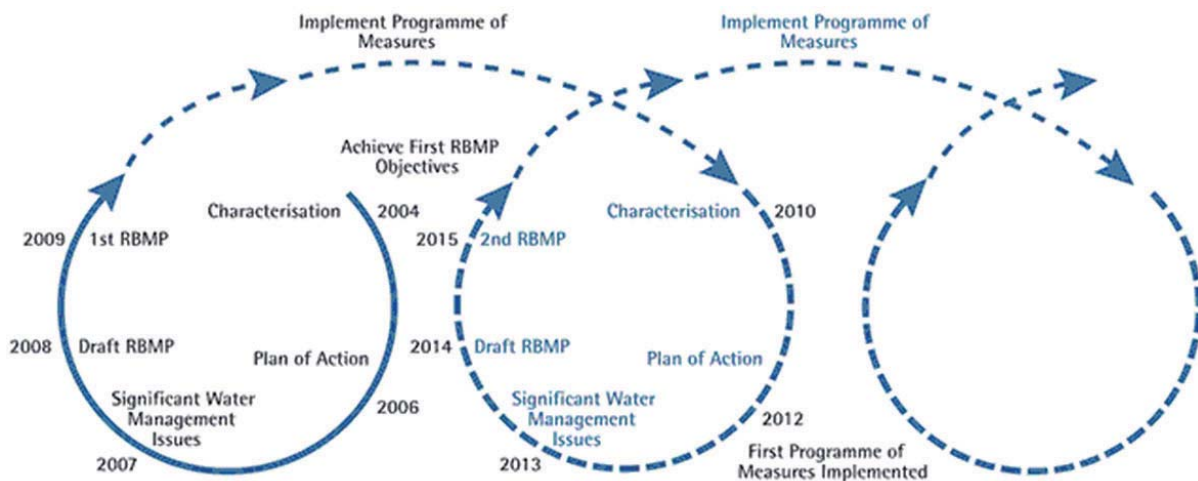 Implement Programme of
Measures
Implement Programme of
Measures
Achieve First RBMP
Objectives
Characterisation
2004
2009
1st RBMP
2015
2nd RBMP
Characterisation
2010
2008
Draft RBMP
Plan of Action
2014
Draft RBMP
Plan of Action
Significant Water
Management
Issues
2006
2007
Significant Water
Management
Issues
2012
2013
First Programme of
Measures Implemented